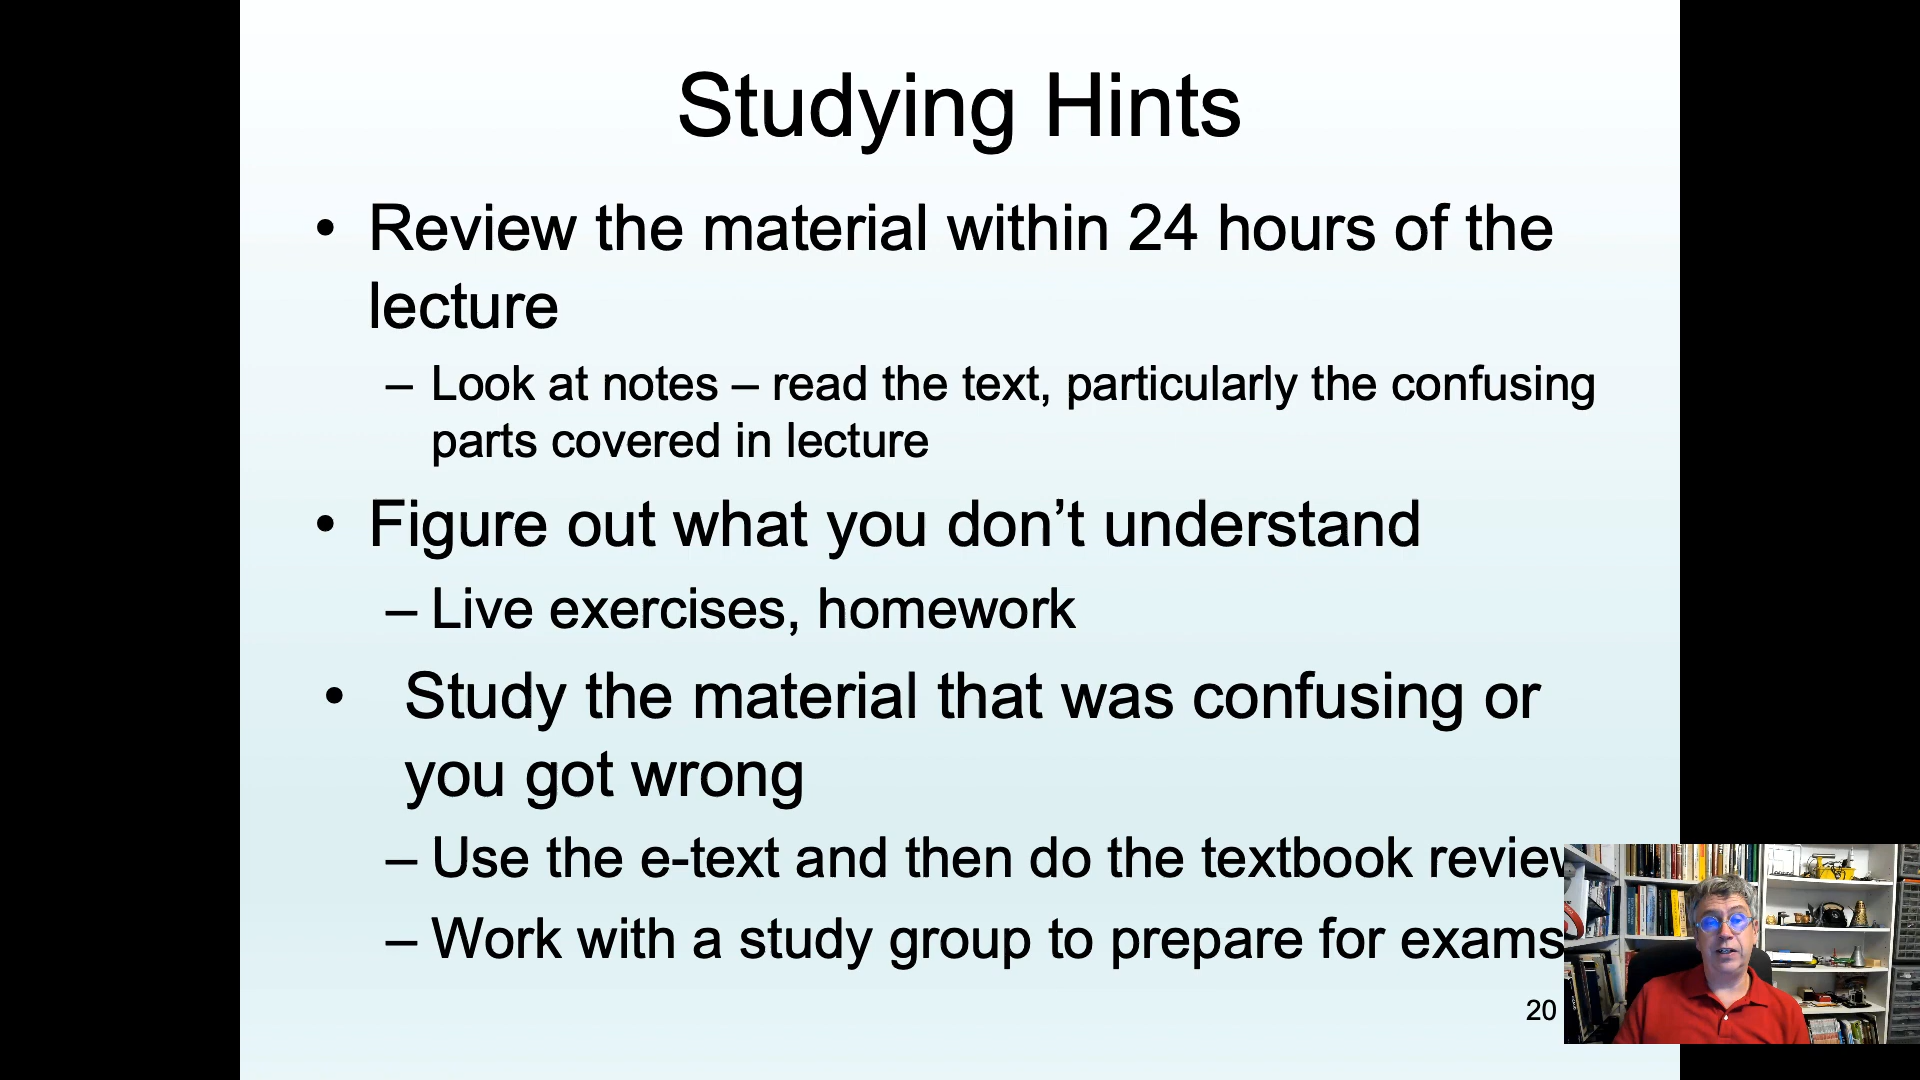 Studying Hints
• Review the material within 24 hours of the
lecture
– Look at notes – read the text, particularly the confusing
parts covered in lecture
• Figure out what you don’t understand
– Live exercises, homework
• Study the material that was confusing or
you got wrong
– Use the e-text and then do the textbook
– Work with a study group to prepare for exams
20